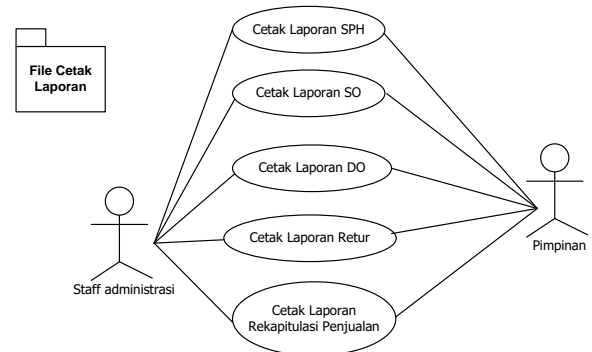 File Cetak
Laporan
Cetak Laporan SPH
Cetak Laporan SO
Cetak Laporan DO
Cetak Laporan Retur
Cetak Laporan
Rekapitulasi Penjualan
Staff administrasi
Pimpinan